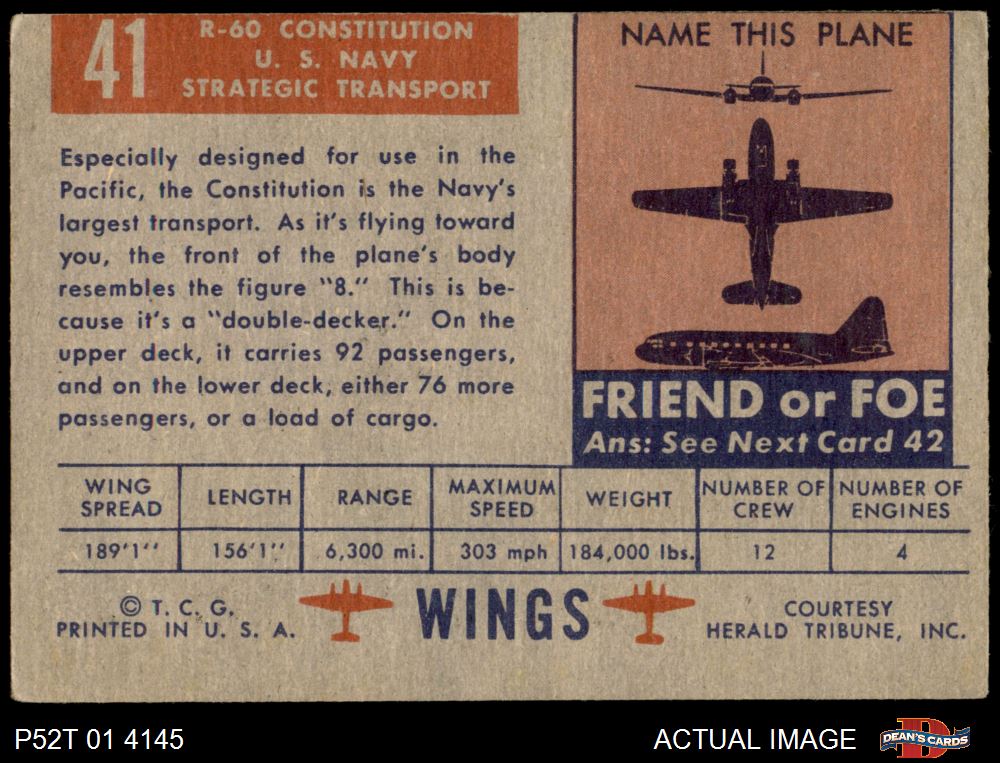 41
R-60 CONSTITUTION
U. S. NAVY
STRATEGIC TRANSPORT
Especially designed for use in the
Pacific, the Constitution is the Navy's
largest transport. As it's flying toward
you, the front of the plane's body
resembles the figure "8." This is be-
cause it's a "double-decker." On the
upper deck, it carries 92 passengers,
and on the lower deck, either 76 more
passengers, or a load of cargo.
NAME THIS PLANE
FRIEND or FOE
Ans: See Next Card 42
WING SPREAD
LENGTH
RANGE
MAXIMUM SPEED
WEIGHT
NUMBER OF CREW
NUMBER OF ENGINES
189'1''
156'1''
6,300 mi.
303 mph
184,000 lbs.
12
4
© T. C. G.
PRINTED IN U. S. A.
WINGS
COURTESY
HERALD TRIBUNE, INC.
P52T 01 4145
ACTUAL IMAGE
D
DEAN'S CARDS